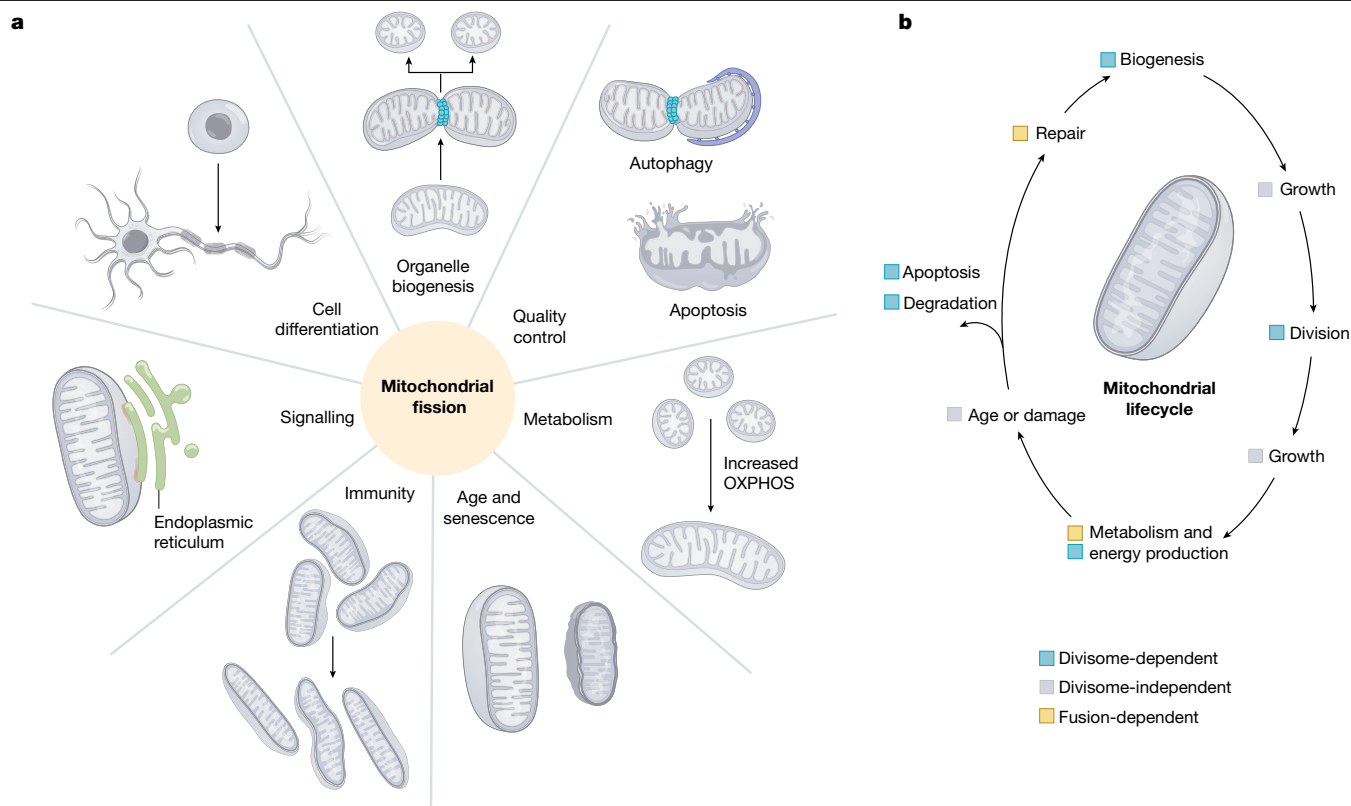 a
Organelle
biogenesis
Cell
differentiation
Autophagy
Apoptosis
Quality
control
Mitochondrial
fission
Signalling
Metabolism
Endoplasmic
reticulum
Immunity
Age and
senescence
Increased
OXPHOS
b
Biogenesis
Repair
Growth
Apoptosis
Degradation
Division
Mitochondrial
lifecycle
Age or damage
Growth
Metabolism and
energy production
Divisome-dependent
Divisome-independent
Fusion-dependent